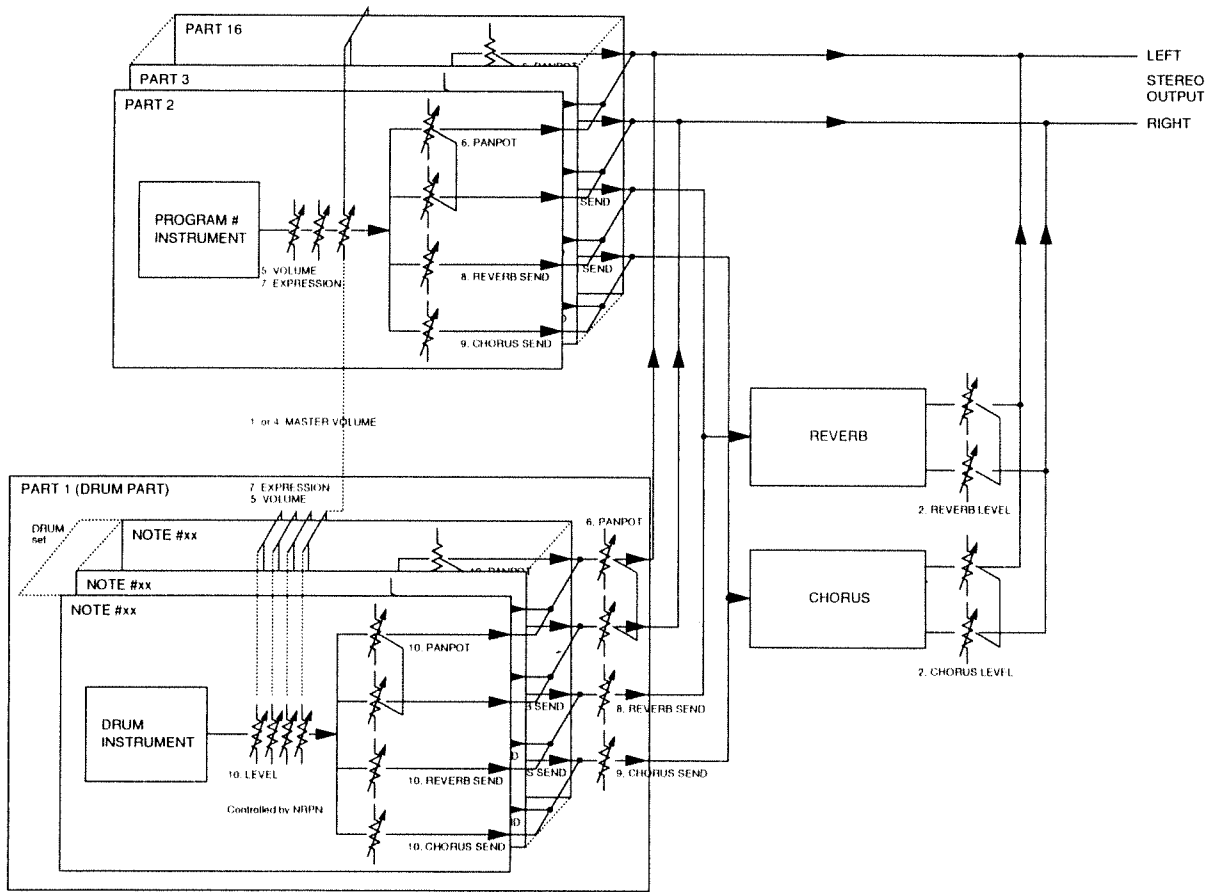 PART 16
PART 3
PART 2
PROGRAM #
INSTRUMENT
5 VOLUME
7 EXPRESSION
6. PANPOT
SEND
8. REVERB SEND
SEND
9. CHORUS SEND
LEFT
STEREO
OUTPUT
RIGHT
1 or 4 MASTER VOLUME
REVERB
2. REVERB LEVEL
CHORUS
2. CHORUS LEVEL
PART 1 (DRUM PART)
7 EXPRESSION
5 VOLUME
DRUM
set
NOTE #xx
NOTE #xx
NOTE #xx
6. PANPOT
10. PANPOT
DRUM
INSTRUMENT
10. LEVEL
Controlled by NRPN
B SEND
8. REVERB SEND
10. REVERB SEND
S SEND
9. CHORUS SEND
10. CHORUS SEND